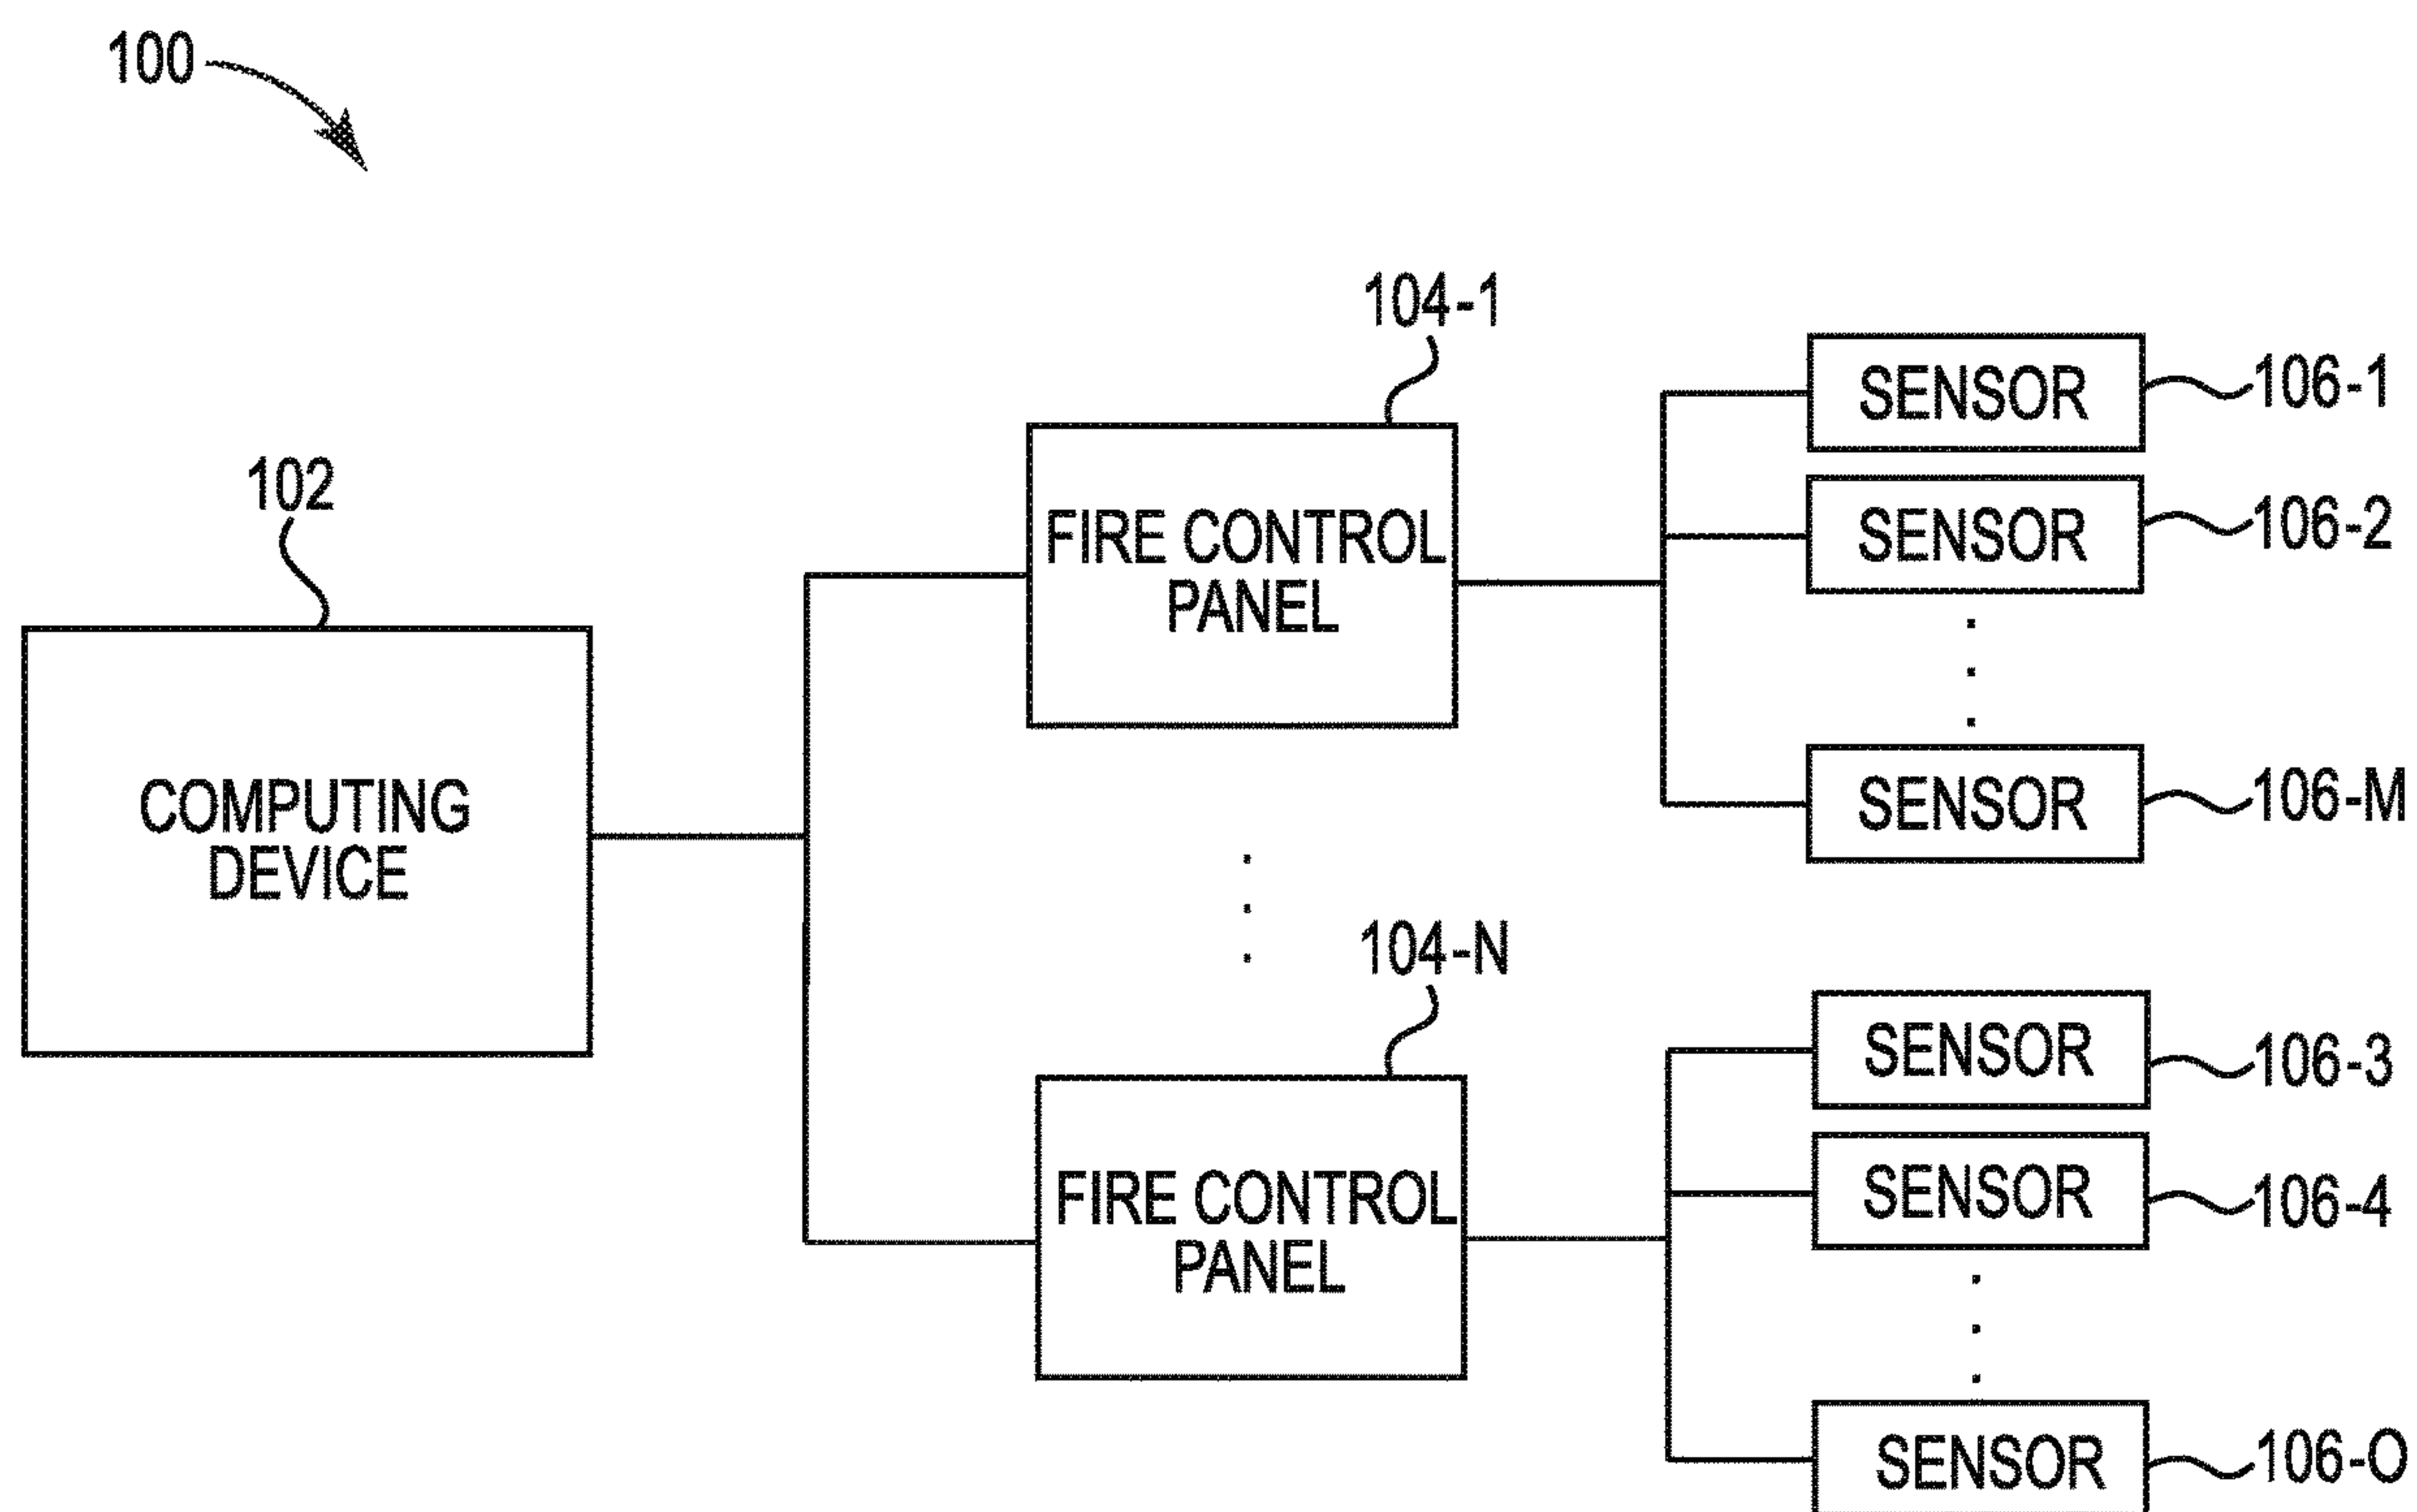 100
104-1
SENSOR
106-1
102
FIRE CONTROL
PANEL
SENSOR
106-2
COMPUTING
DEVICE
SENSOR
106-M
104-N
SENSOR
106-3
FIRE CONTROL
PANEL
SENSOR
106-4
SENSOR
106-O